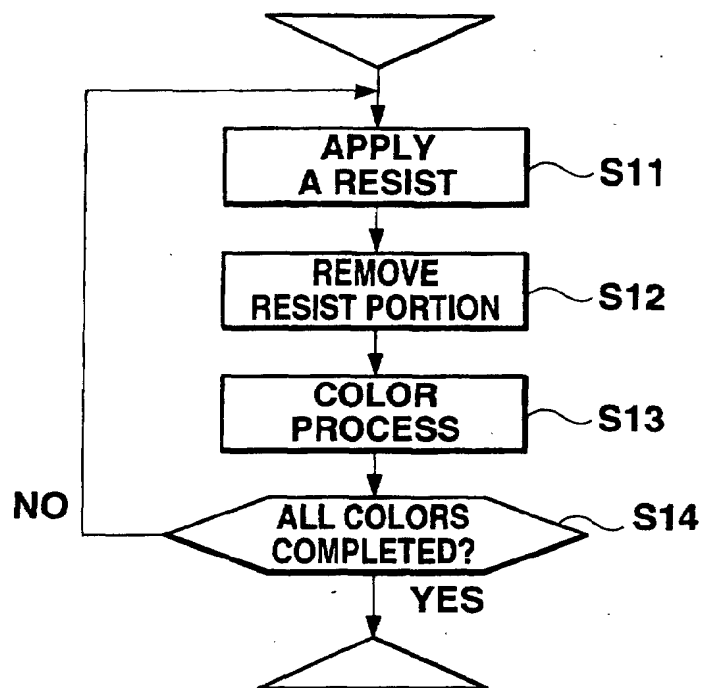 APPLY
A RESIST
S11
REMOVE
RESIST PORTION
S12
COLOR
PROCESS
S13
NO
ALL COLORS
COMPLETED?
S14
YES